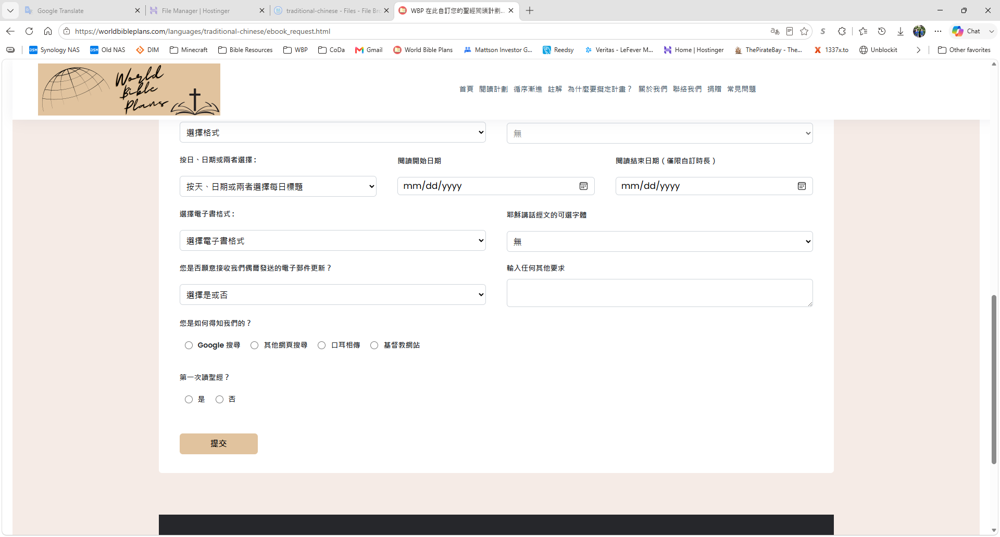 Google Translate
File Manager | Hostinger
traditional-chinese - Files - File Bro
WBP 在此自訂您的聖經閱讀計劃...
https://worldbibleplans.com/languages/traditional-chinese/ebook_request.html
Chat
Synology NAS
Old NAS
DIM
Minecraft
Bible Resources
WBP
CoDa
Gmail
World Bible Plans
Mattson Investor G...
Reedsy
Veritas - LeFever M...
Home | Hostinger
ThePirateBay - The...
1337x.to
Unblockit
Other favorites
World
Bible
Plans
首頁 閱讀計劃 循序漸進 註解 為什麼要擬定計畫？ 關於我們 聯絡我們 捐贈 常見問題
選擇格式
無
按日、日期或兩者選擇：
閱讀開始日期
閱讀結束日期（僅限自訂時長）
按天、日期或兩者選擇每日標題
mm/dd/yyyy
mm/dd/yyyy
選擇電子書格式：
耶穌講話經文的可選字體
選擇電子書格式
無
您是否願意接收我們偶爾發送的電子郵件更新？
輸入任何其他要求
選擇是或否
您是如何得知我們的？
Google 搜尋 其他網頁搜尋 口耳相傳 基督教網站
第一次讀聖經？
是 否
提交